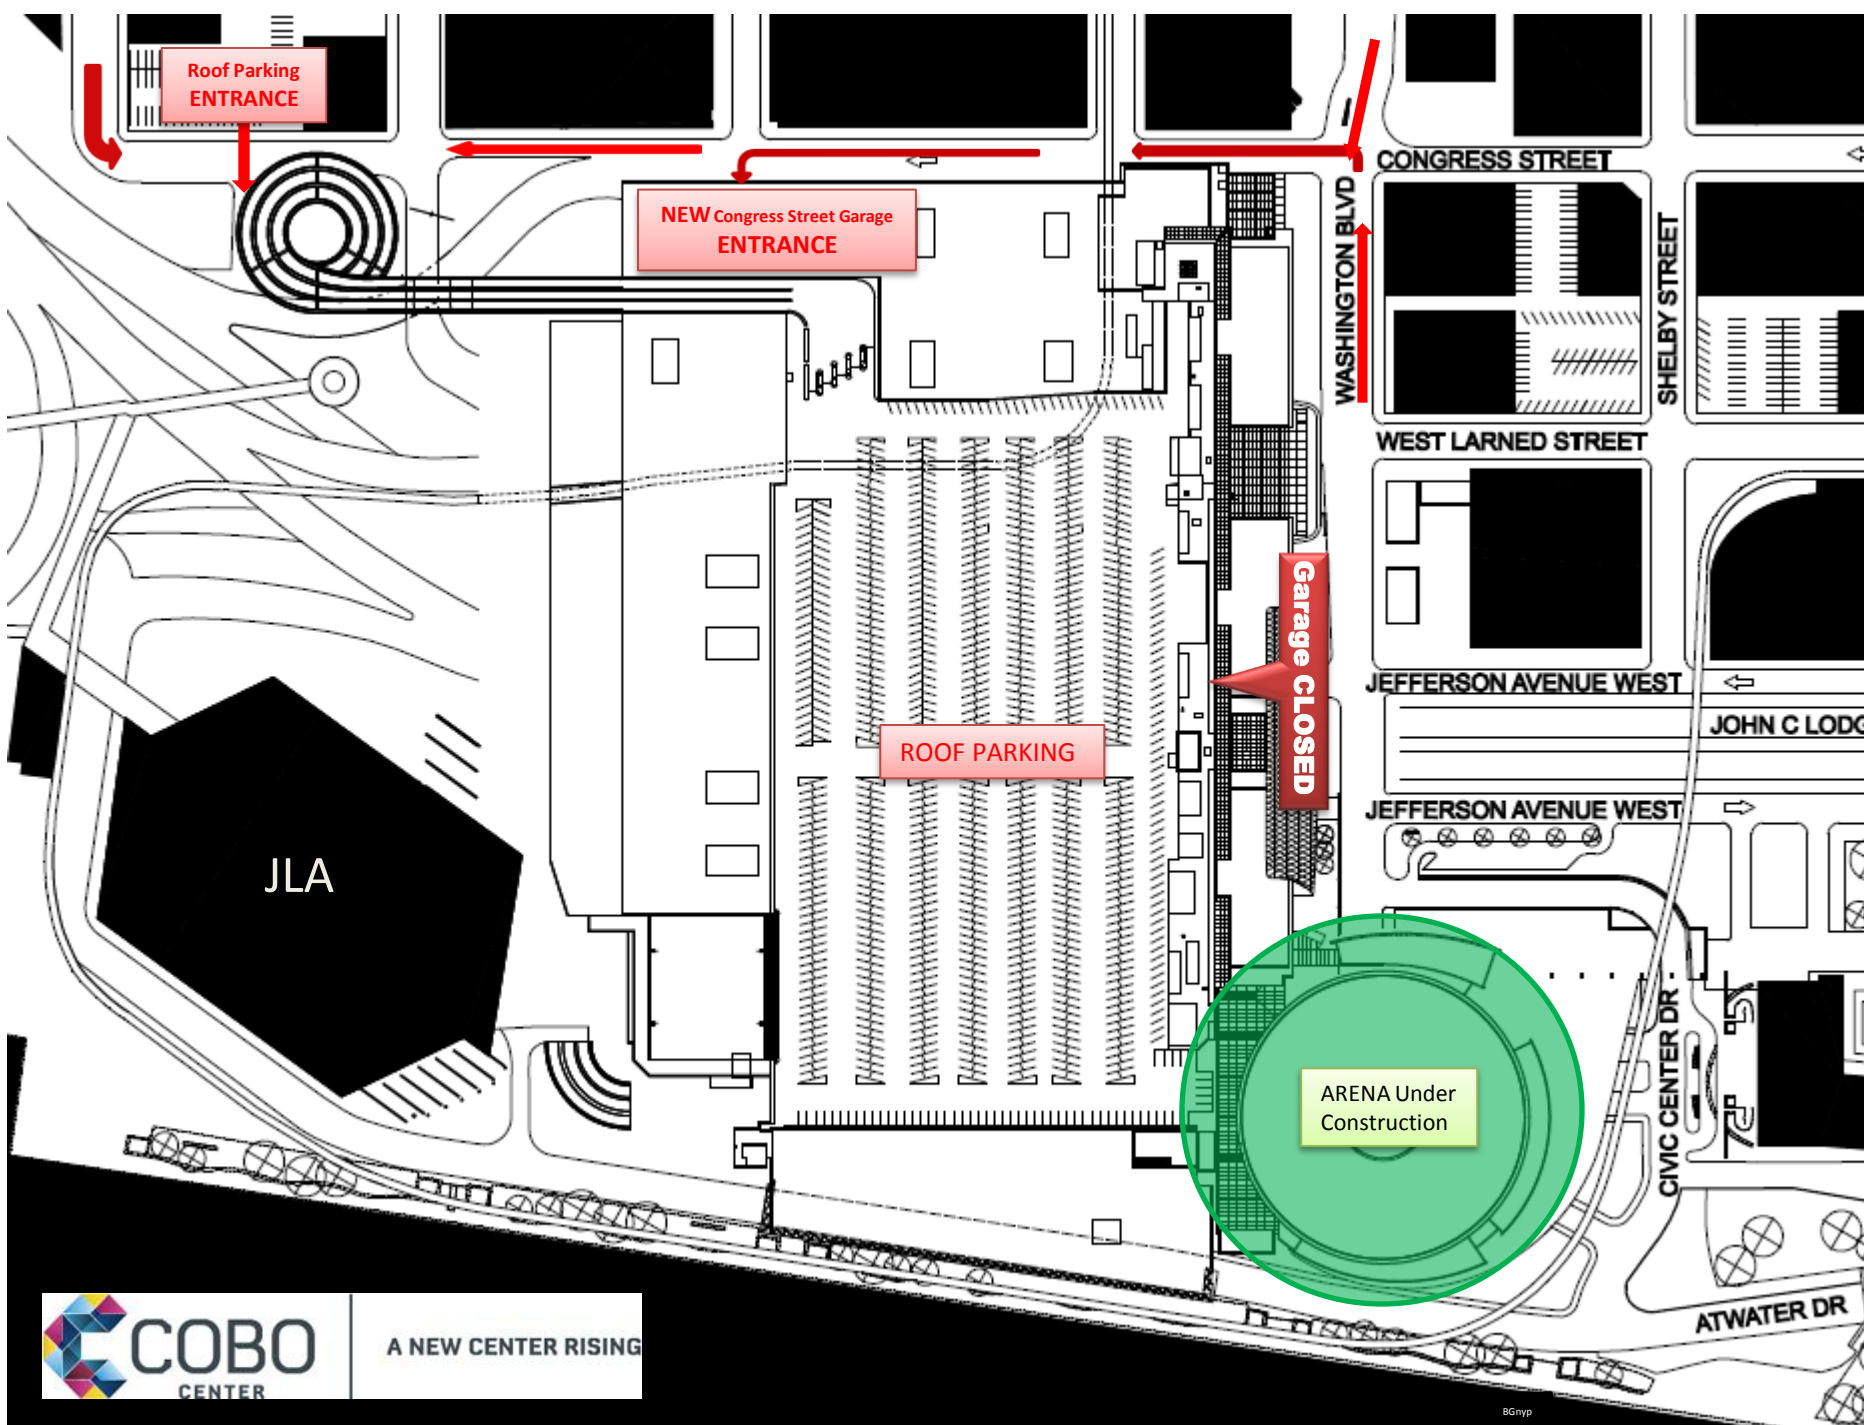 Roof Parking
ENTRANCE
CONGRESS STREET
NEW Congress Street Garage
ENTRANCE
WASHINGTON BLVD
SHELBY STREET
WEST LARNED STREET
Garage CLOSED
JEFFERSON AVENUE WEST
JOHN C LODG
ROOF PARKING
JEFFERSON AVENUE WEST
JLA
ARENA Under
Construction
CIVIC CENTER DR
ATWATER DR
COBO
CENTER
A NEW CENTER RISING
BGnyp